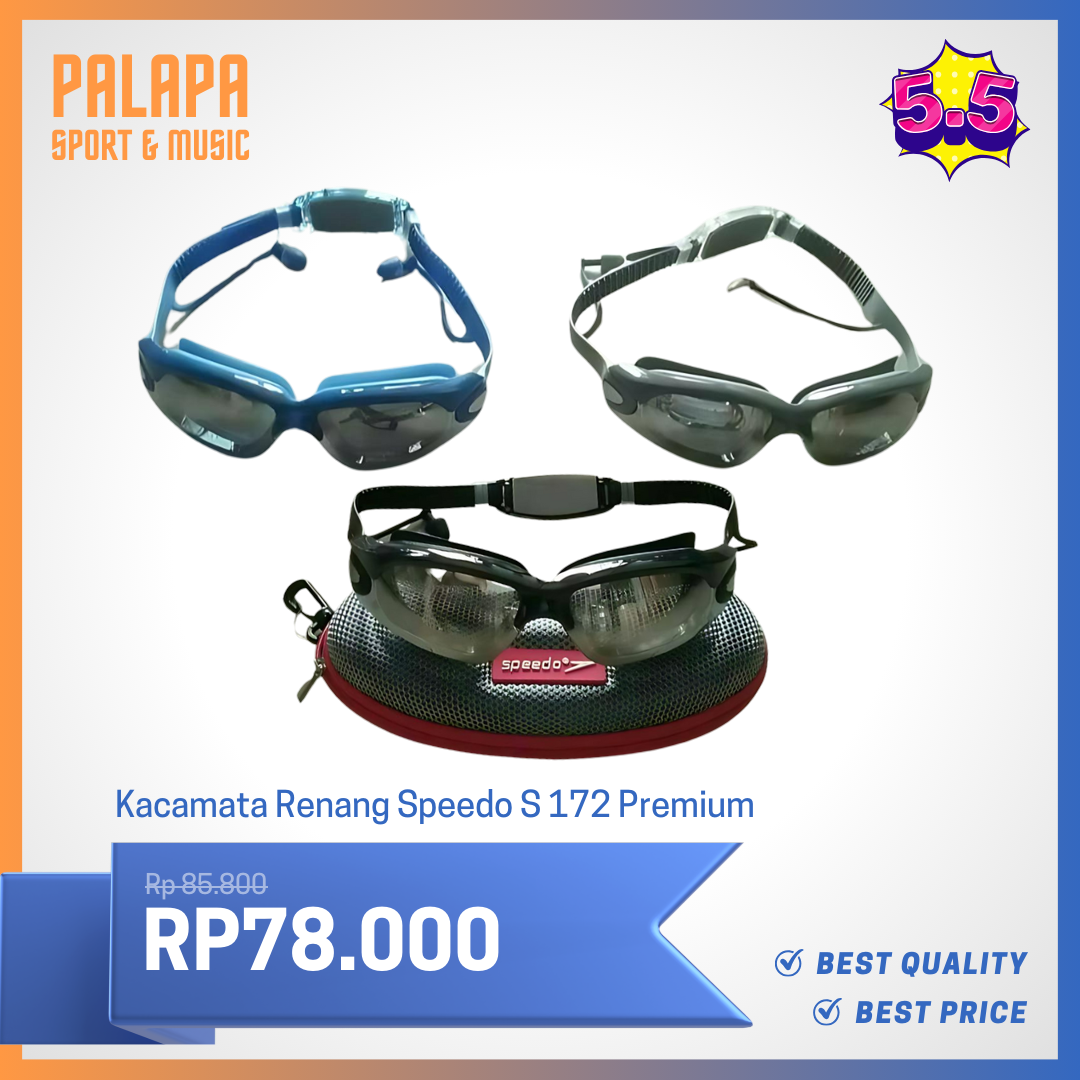 PALAPA
SPORT & MUSIC
5.5
speedo
Kacamata Renang Speedo S 172 Premium
Rp 85.800
RP78.000
BEST QUALITY
BEST PRICE